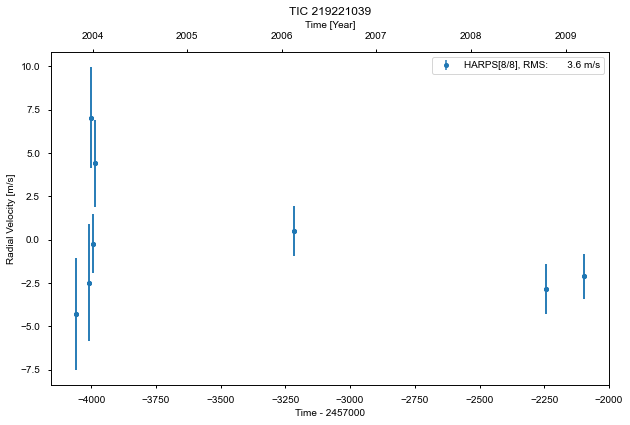 TIC 219221039
Time [Year]
2004 2005 2006 2007 2008 2009
HARPS[8/8], RMS: 3.6 m/s
10.0
7.5
5.0
2.5
0.0
−2.5
−5.0
−7.5
Radial Velocity [m/s]
−4000 −3750 −3500 −3250 −3000 −2750 −2500 −2250 −2000
Time - 2457000